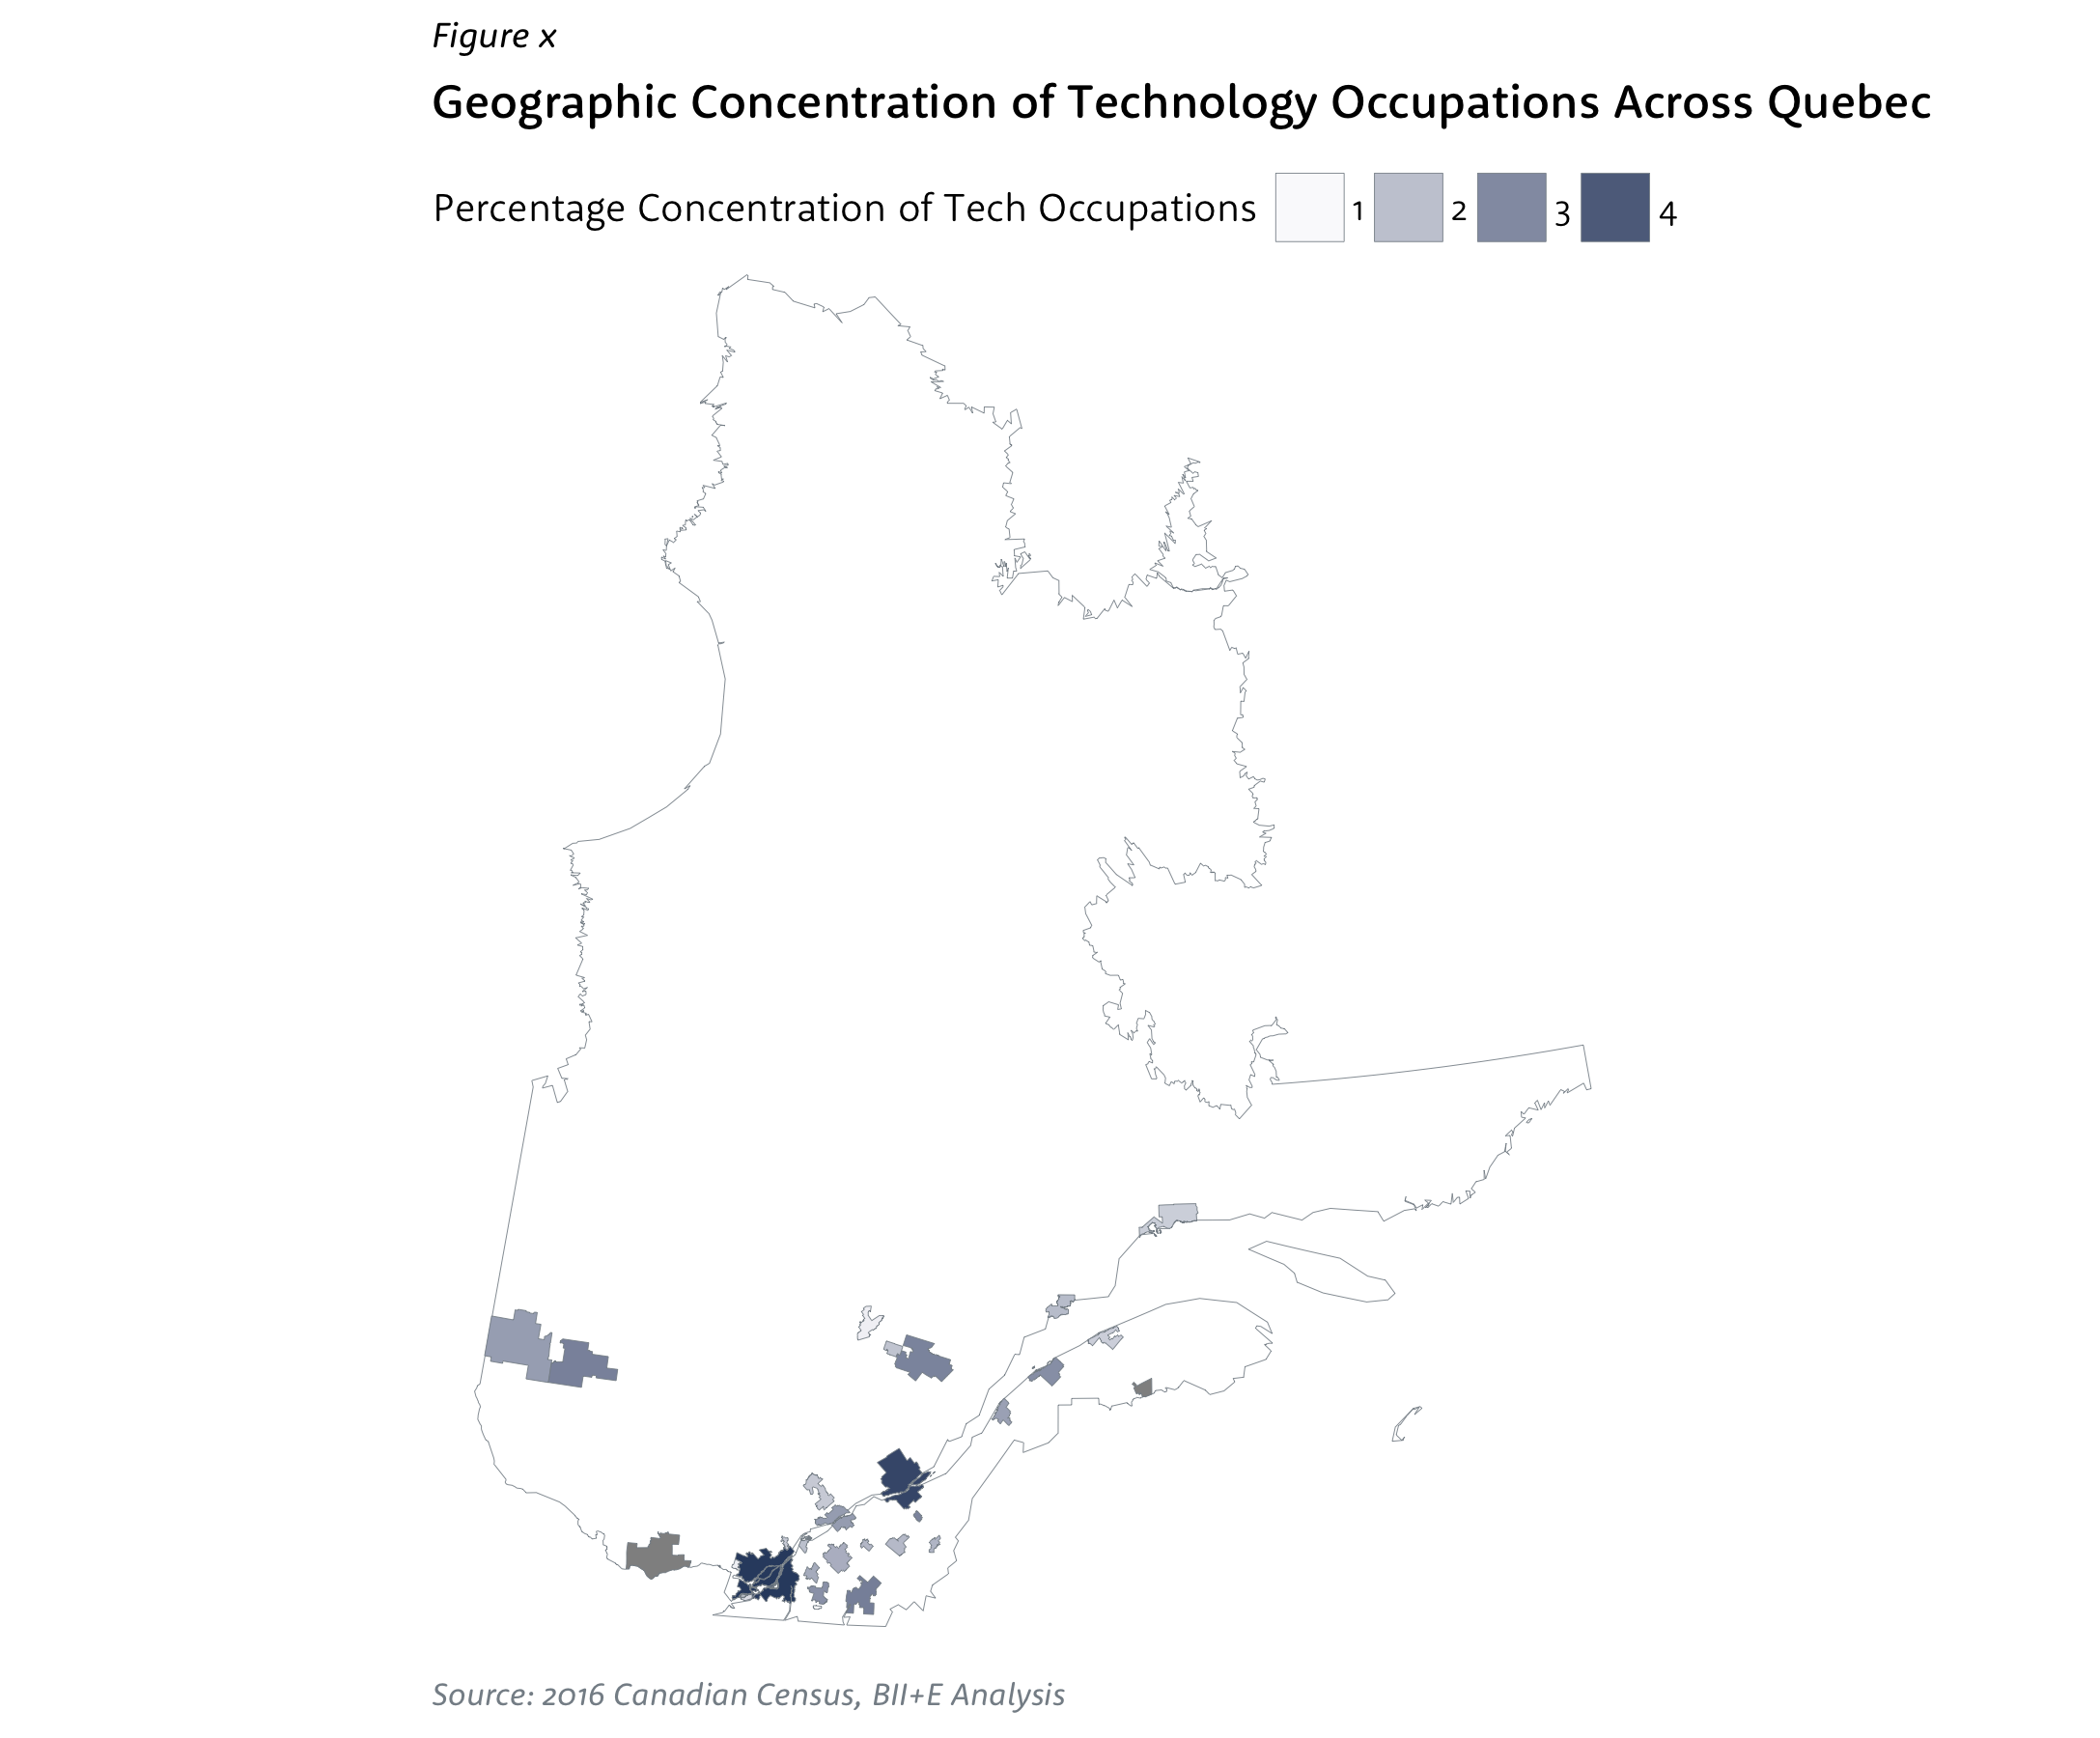 Figure x
Geographic Concentration of Technology Occupations Across Quebec
Percentage Concentration of Tech Occupations 1 2 3 4
Source: 2016 Canadian Census, BII+E Analysis